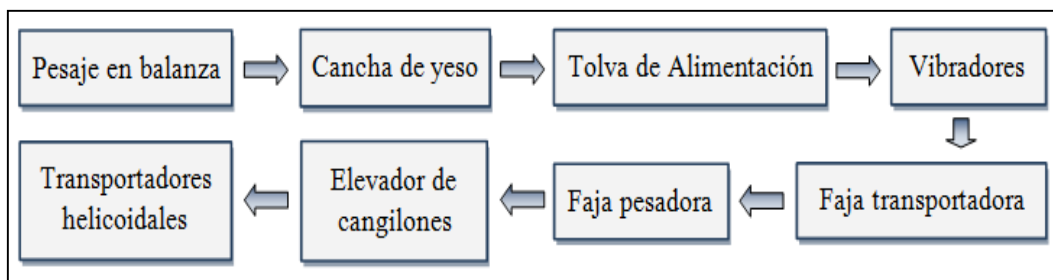 Pesaje en balanza
Cancha de yeso
Tolva de Alimentación
Vibradores
Faja transportadora
Faja pesadora
Elevador de
cangilones
Transportadores
helicoidales